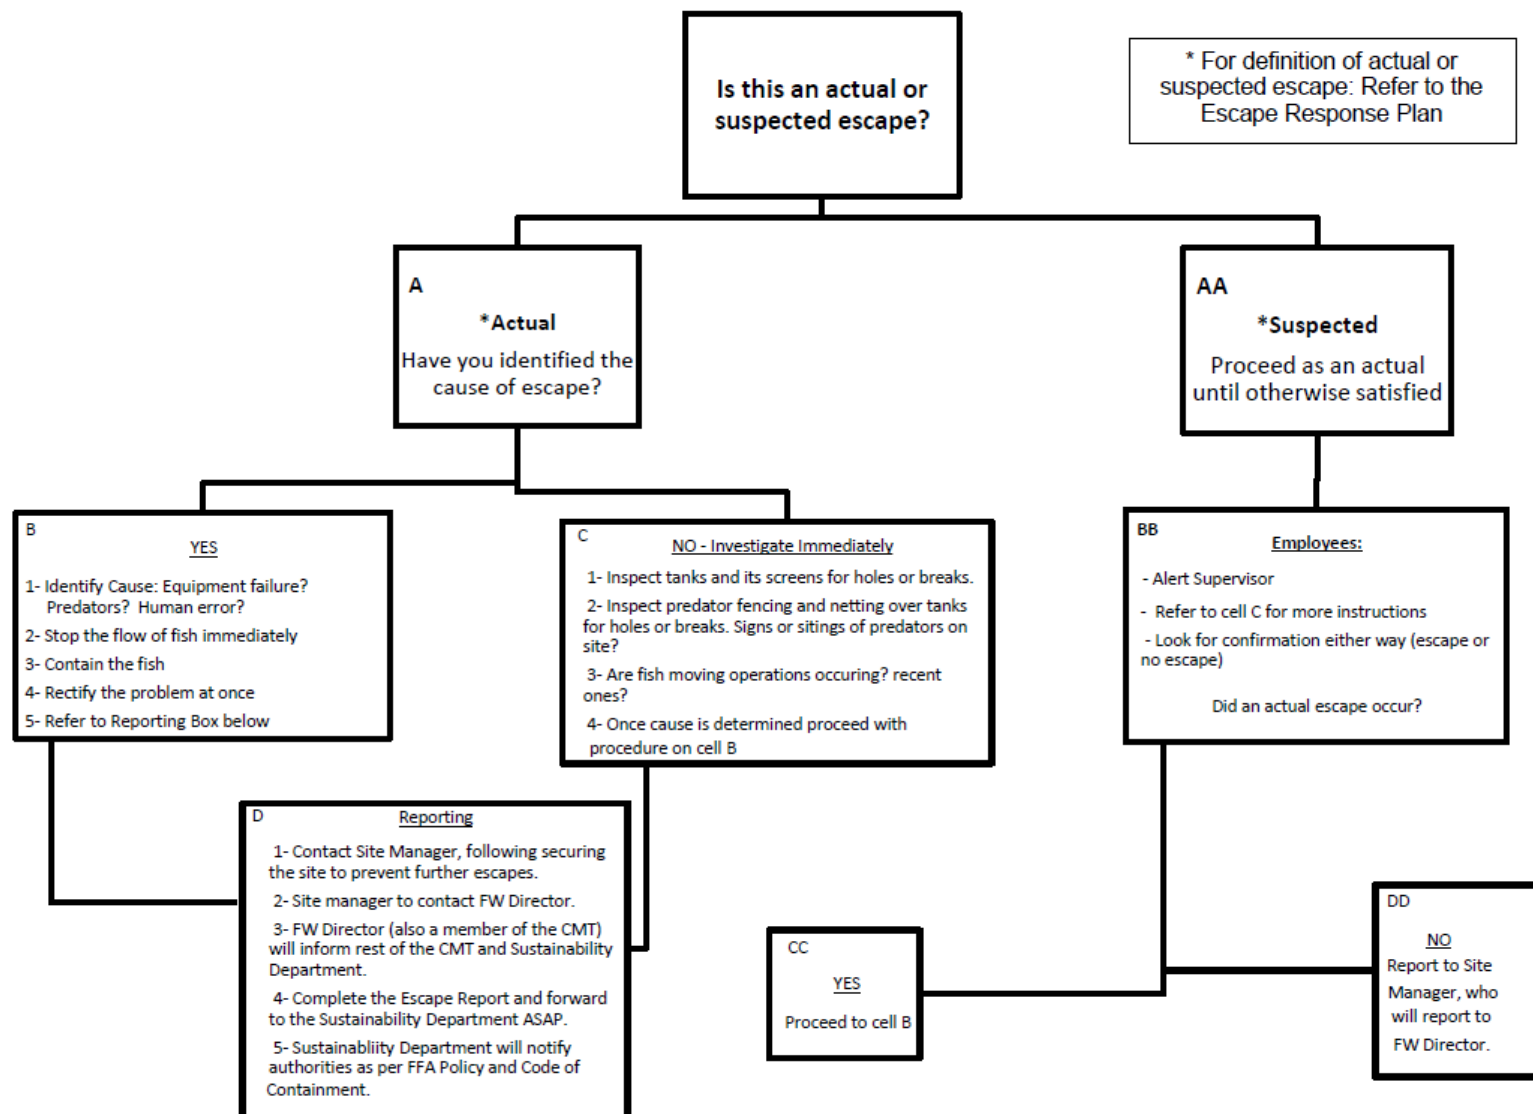 Is this an actual or
suspected escape?
* For definition of actual or
suspected escape: Refer to the
Escape Response Plan
A
*Actual
Have you identified the
cause of escape?
AA
*Suspected
Proceed as an actual
until otherwise satisfied
B
YES
1- Identify Cause: Equipment failure?
Predators? Human error?
2- Stop the flow of fish immediately
3- Contain the fish
4- Rectify the problem at once
5- Refer to Reporting Box below
C
NO - Investigate Immediately
1- Inspect tanks and its screens for holes or breaks.
2- Inspect predator fencing and netting over tanks
for holes or breaks. Signs or sitings of predators on
site?
3- Are fish moving operations occuring? recent
ones?
4- Once cause is determined proceed with
procedure on cell B
BB
Employees:
- Alert Supervisor
- Refer to cell C for more instructions
- Look for confirmation either way (escape or
no escape)
Did an actual escape occur?
D
Reporting
1- Contact Site Manager, following securing
the site to prevent further escapes.
2- Site manager to contact FW Director.
3- FW Director (also a member of the CMT)
will inform rest of the CMT and Sustainability
Department.
4- Complete the Escape Report and forward
to the Sustainability Department ASAP.
5- Sustainabliity Department will notify
authorities as per FFA Policy and Code of
Containment.
CC
YES
Proceed to cell B
DD
NO
Report to Site
Manager, who
will report to
FW Director.